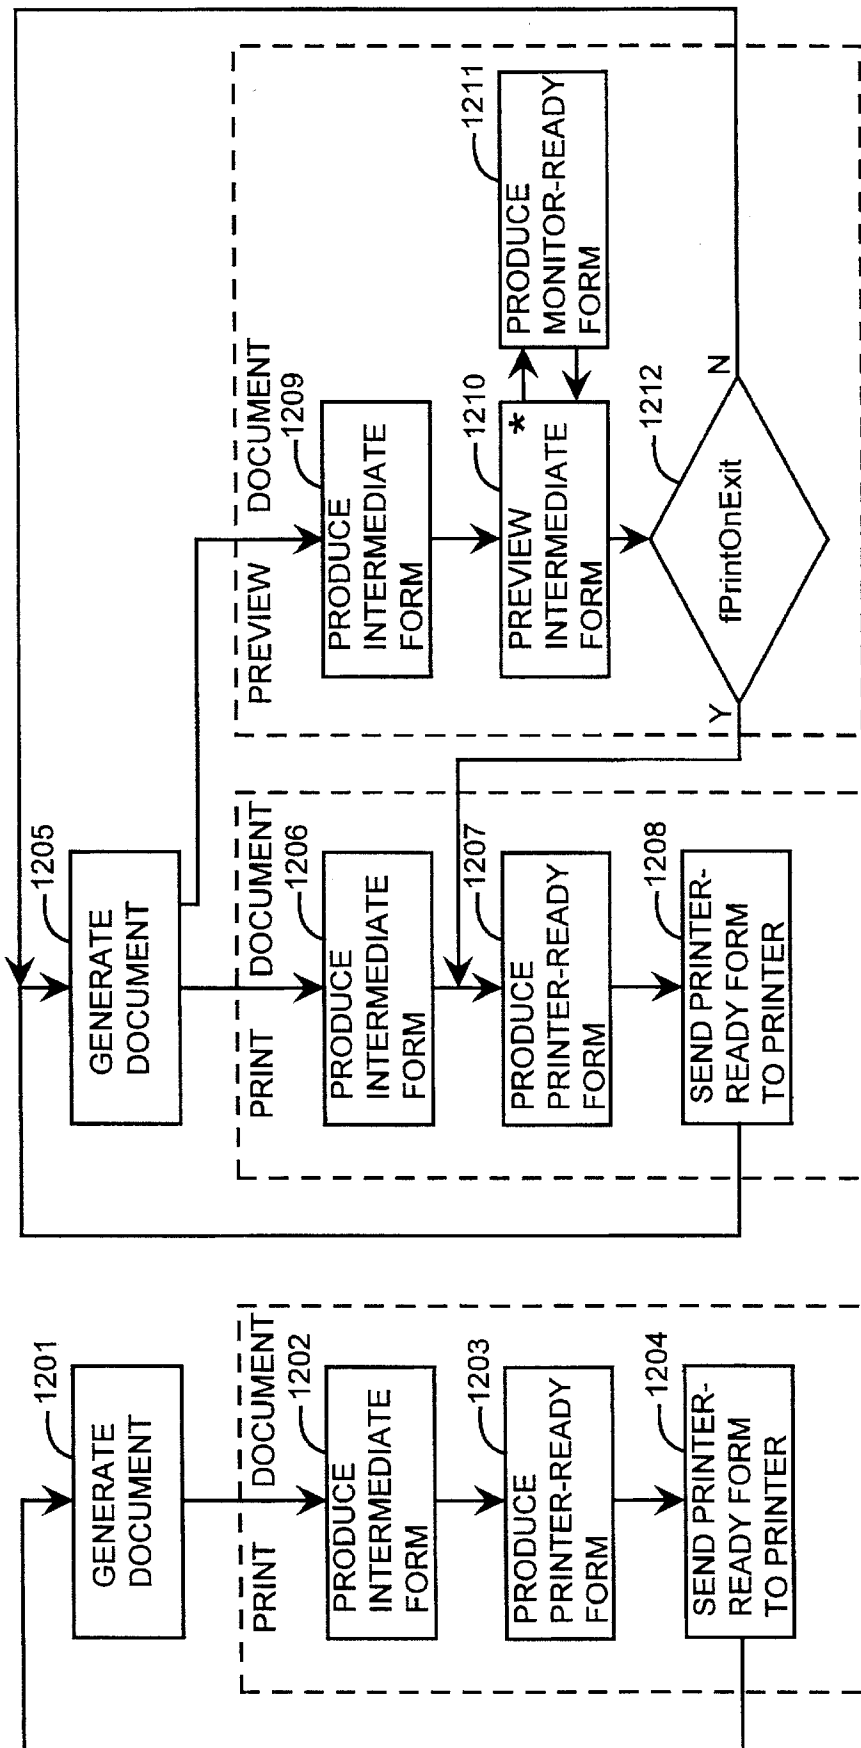 1201
GENERATE
DOCUMENT
PRINT DOCUMENT
1202
PRODUCE
INTERMEDIATE
FORM
1203
PRODUCE
PRINTER-READY
FORM
1204
SEND PRINTER-
READY FORM
TO PRINTER
1205
GENERATE
DOCUMENT
PRINT DOCUMENT
1206
PRODUCE
INTERMEDIATE
FORM
1207
PRODUCE
PRINTER-READY
FORM
1208
SEND PRINTER-
READY FORM
TO PRINTER
PREVIEW DOCUMENT
1209
PRODUCE
INTERMEDIATE
FORM
1210
PREVIEW *
INTERMEDIATE
FORM
1211
PRODUCE
MONITOR-READY
FORM
1212
Y
fPrintOnExit
N